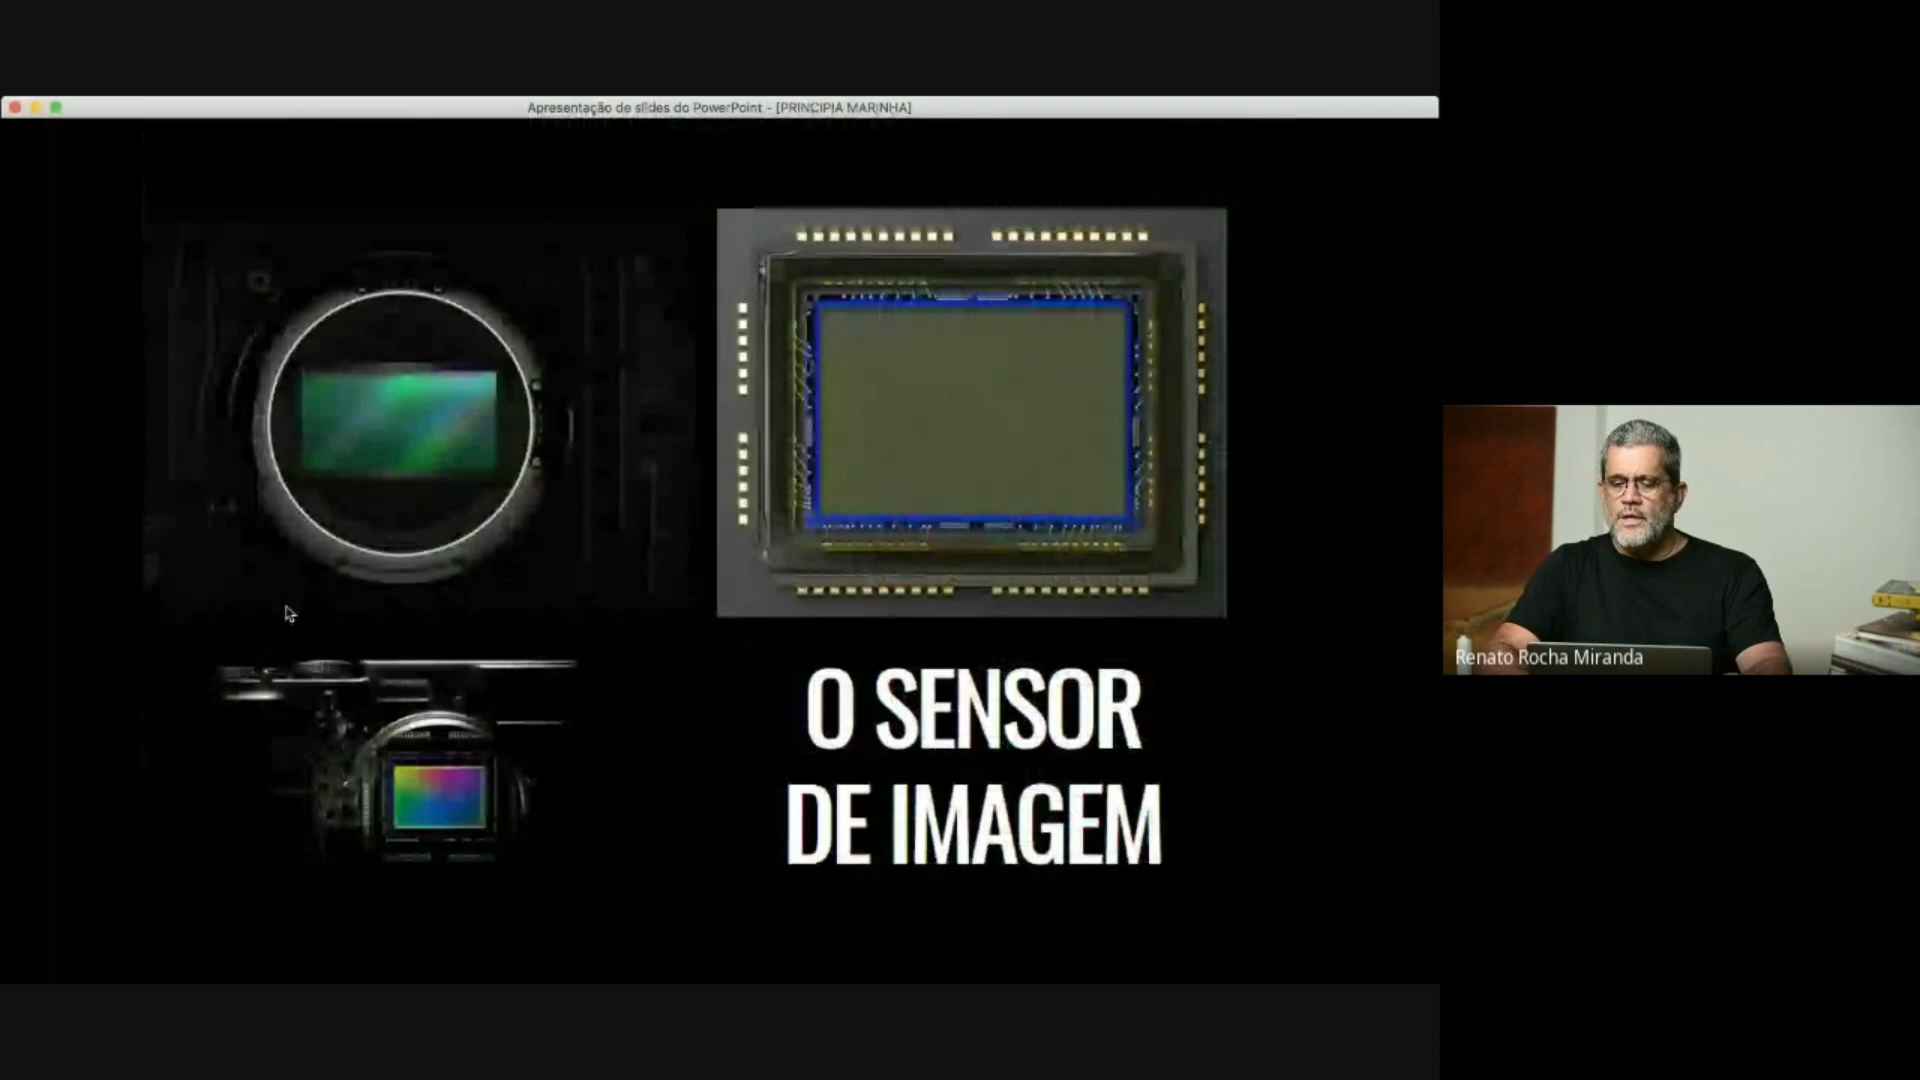 Apresentação de slides do PowerPoint - [PRINCIPIA MARINHA]
O SENSOR
DE IMAGEM
Renato Rocha Miranda